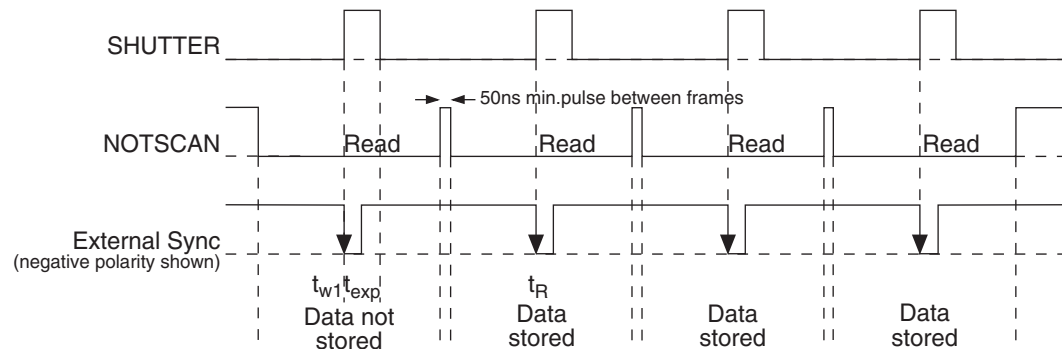 SHUTTER
50ns min.pulse between frames
NOTSCAN
Read Read Read Read
External Sync
(negative polarity shown)
tw1texp tR
Data not stored
Data stored
Data stored
Data stored